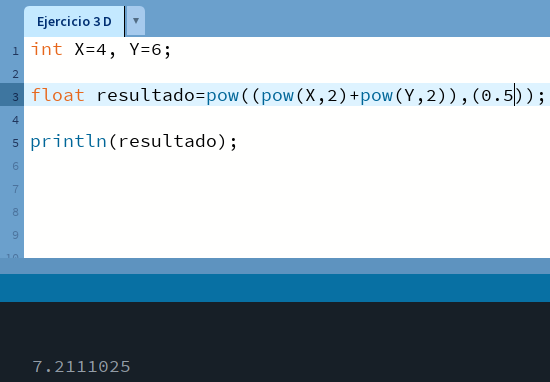 Ejercicio 3 D ▼
1 int X=4, Y=6;
2
3 float resultado=pow((pow(X,2)+pow(Y,2)),(0.5));
4
5 println(resultado);
6
7
8
9
10
7.2111025